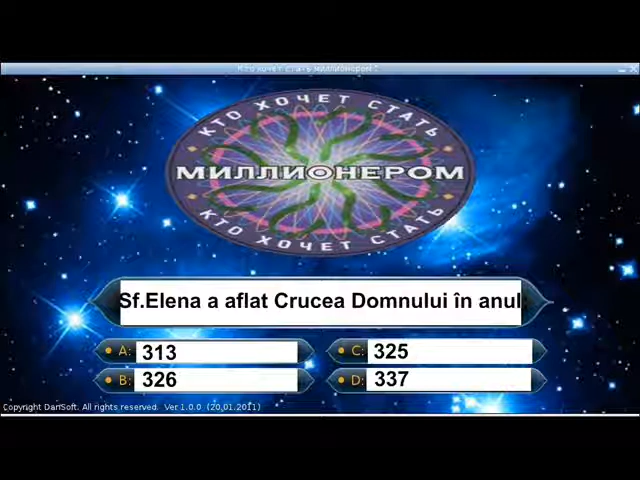 Кто хочет стать миллионером ?
КТО ХОЧЕТ СТАТЬ
МИЛЛИОНЕРОМ
КТО ХОЧЕТ СТАТЬ
Sf.Elena a aflat Crucea Domnului în anul:
A: 313
C: 325
B: 326
D: 337
Copyright DanSoft. All rights reserved. Ver 1.0.0 (20.01.2011)